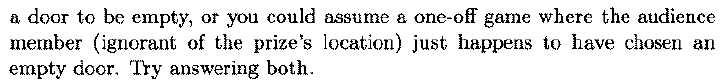 a door to be empty, or you could assume a one-off game where the audience
member (ignorant of the prize's location) just happens to have chosen an
empty door. Try answering both.